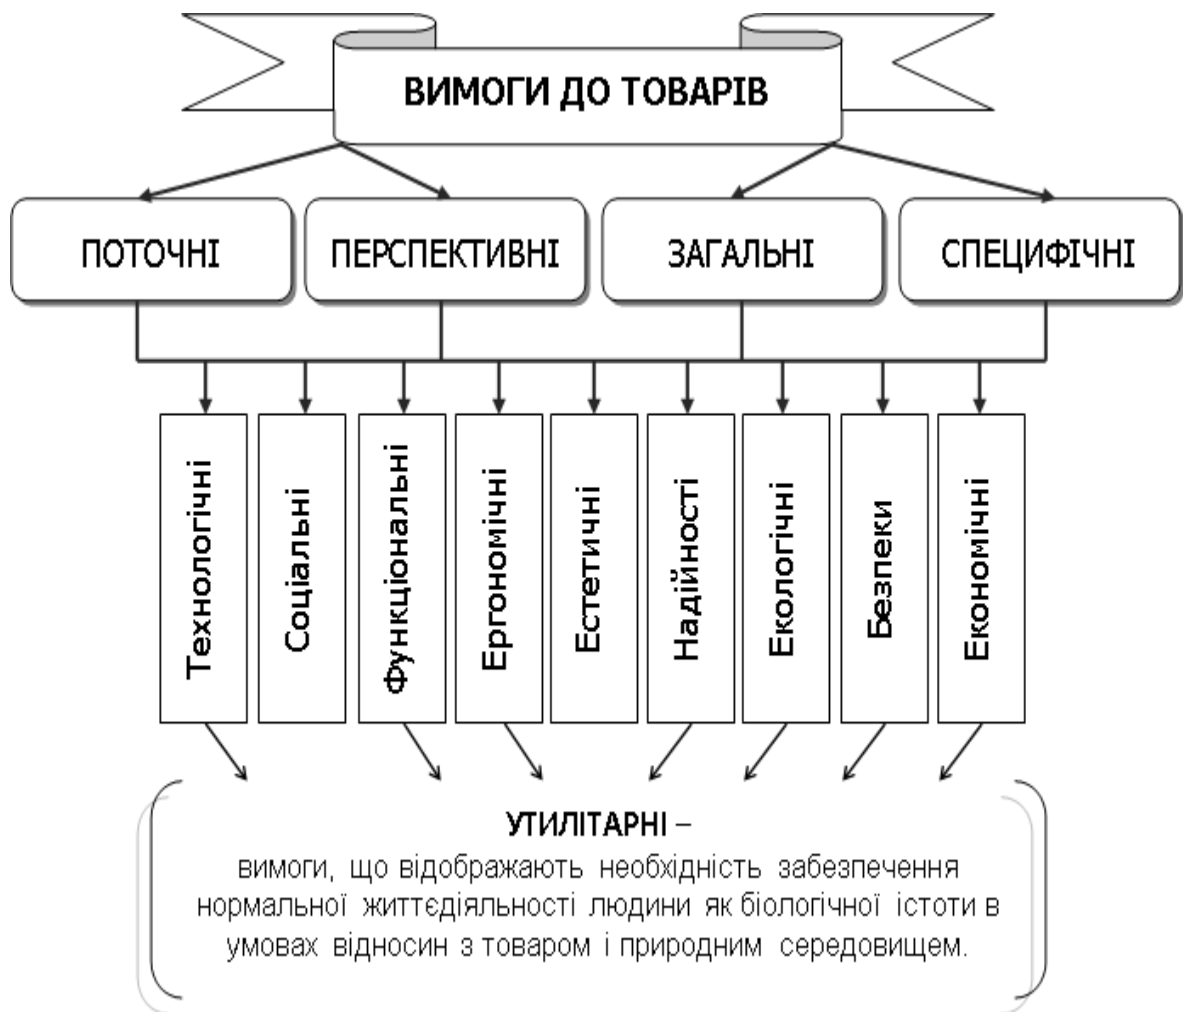 ВИМОГИ ДО ТОВАРІВ
ПОТОЧНІ
ПЕРСПЕКТИВНІ
ЗАГАЛЬНІ
СПЕЦИФІЧНІ
Технологічні
Соціальні
Функціональні
Ергономічні
Естетичні
Надійності
Екологічні
Безпеки
Економічні
УТИЛІТАРНІ –
вимоги, що відображають необхідність забезпечення
нормальної життєдіяльності людини як біологічної істоти в
умовах відносин з товаром і природним середовищем.